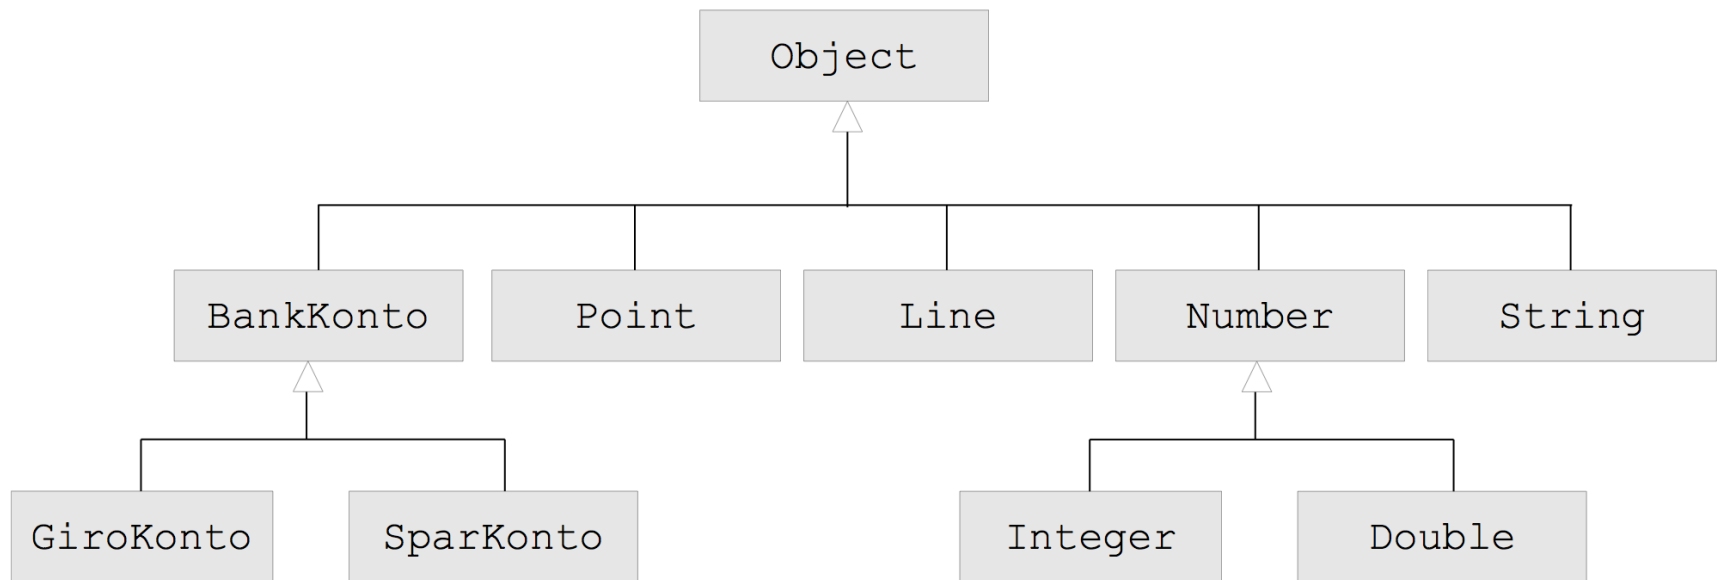 Object
BankKonto
Point
Line
Number
String
GiroKonto
SparKonto
Integer
Double